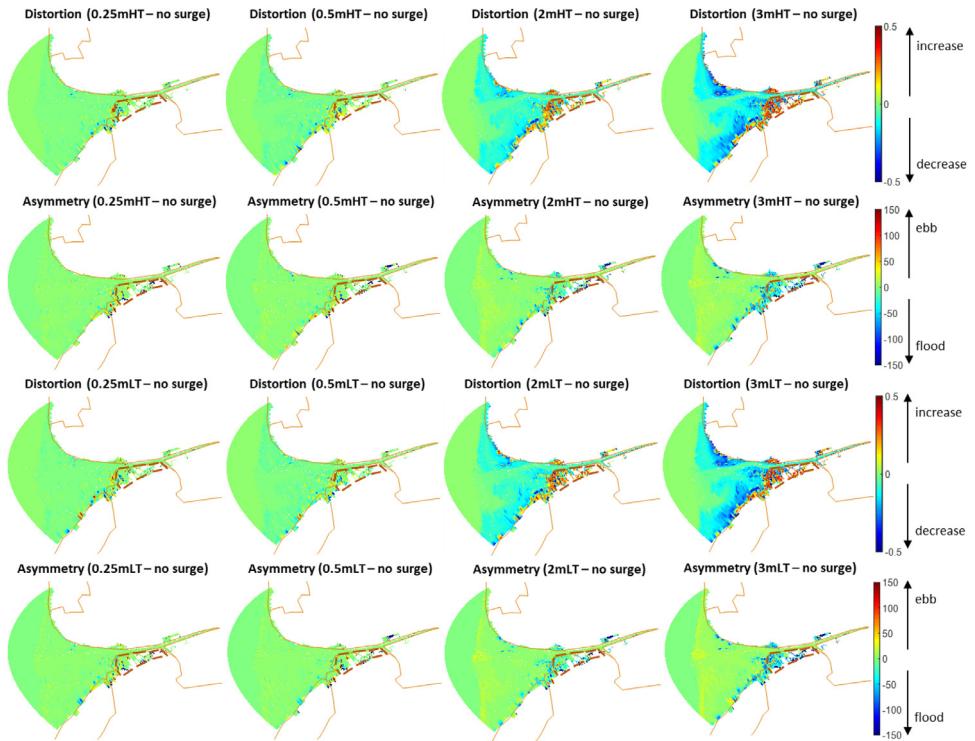 Distortion (0.25mHT – no surge) Distortion (0.5mHT – no surge) Distortion (2mHT – no surge) Distortion (3mHT – no surge)
0.5
increase
0
decrease
-0.5
Asymmetry (0.25mHT – no surge) Asymmetry (0.5mHT – no surge) Asymmetry (2mHT – no surge) Asymmetry (3mHT – no surge)
150
ebb
100
50
0
-50
-100
flood
-150
Distortion (0.25mLT – no surge) Distortion (0.5mLT – no surge) Distortion (2mLT – no surge) Distortion (3mLT – no surge)
0.5
increase
0
decrease
-0.5
Asymmetry (0.25mLT – no surge) Asymmetry (0.5mLT – no surge) Asymmetry (2mLT – no surge) Asymmetry (3mLT – no surge)
150
ebb
100
50
0
-50
-100
flood
-150